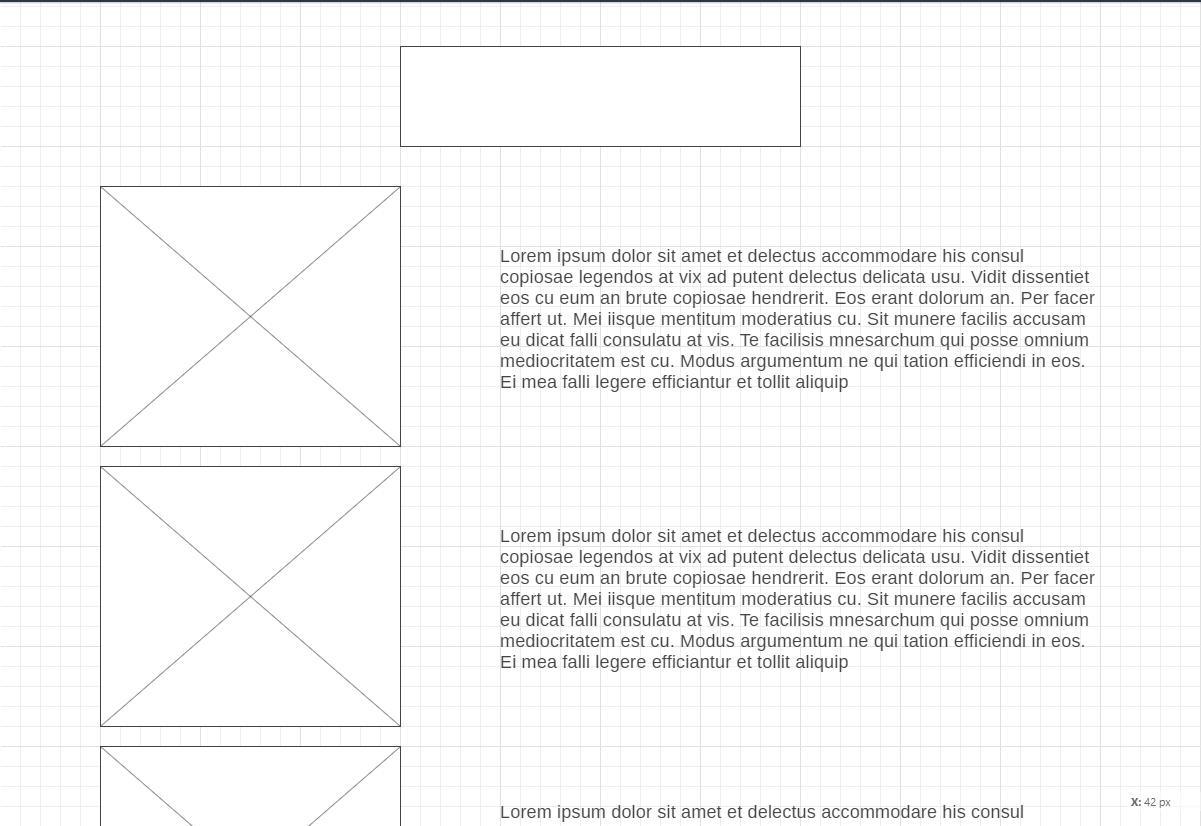 Lorem ipsum dolor sit amet et delectus accommodare his consul
copiosae legendos at vix ad putent delectus delicata usu. Vidit dissentiet
eos cu eum an brute copiosae hendrerit. Eos erant dolorum an. Per facer
affert ut. Mei iisque mentitum moderatius cu. Sit munere facilis accusam
eu dicat falli consulatu at vis. Te facilisis mnesarchum qui posse omnium
mediocritatem est cu. Modus argumentum ne qui tation efficiendi in eos.
Ei mea falli legere efficiantur et tollit aliquip
Lorem ipsum dolor sit amet et delectus accommodare his consul
copiosae legendos at vix ad putent delectus delicata usu. Vidit dissentiet
eos cu eum an brute copiosae hendrerit. Eos erant dolorum an. Per facer
affert ut. Mei iisque mentitum moderatius cu. Sit munere facilis accusam
eu dicat falli consulatu at vis. Te facilisis mnesarchum qui posse omnium
mediocritatem est cu. Modus argumentum ne qui tation efficiendi in eos.
Ei mea falli legere efficiantur et tollit aliquip
X: 42 px
Lorem ipsum dolor sit amet et delectus accommodare his consul